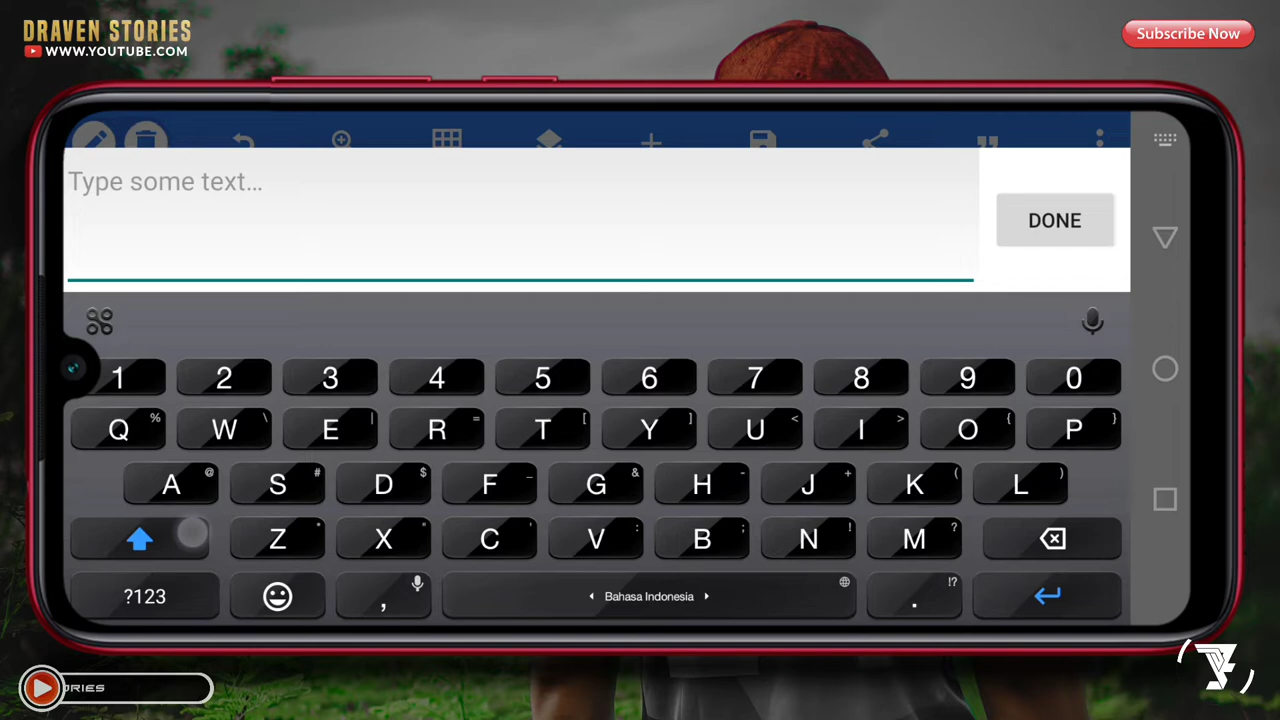 DRAVEN STORIES
WWW.YOUTUBE.COM
Subscribe Now
Type some text...
DONE
1 2 3 4 5 6 7 8 9 0
Q % W \ E | R = T [ Y ] U < I > O { P }
A @ S # D $ F _ G & H - J + K ( L )
Z * X " C ' V : B ; N ! M ?
?123 , Bahasa Indonesia . !?
ORIES